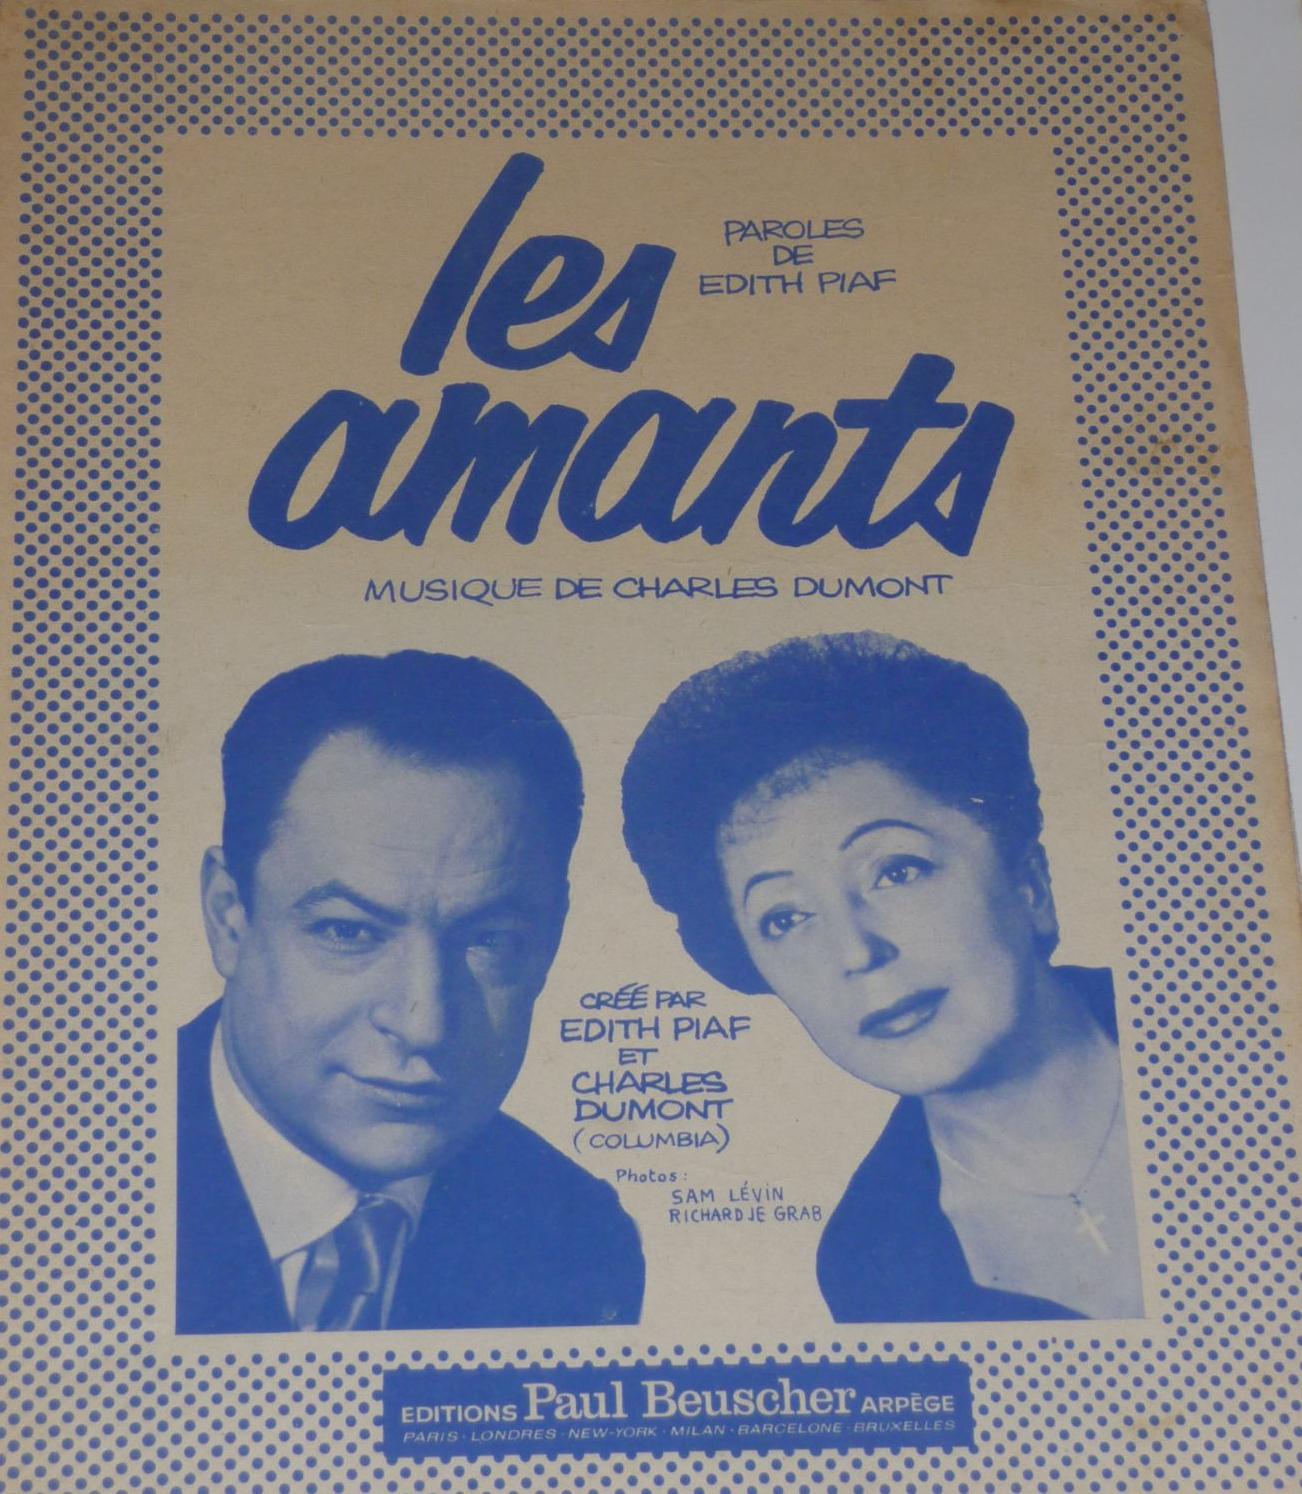 les
amants
PAROLES
DE
EDITH PIAF
MUSIQUE DE CHARLES DUMONT
CRÉÉ PAR
EDITH PIAF
ET
CHARLES
DUMONT
(COLUMBIA)
Photos :
SAM LÉVIN
RICHARD JE GRAB
EDITIONS Paul Beuscher ARPÈGE
PARIS · LONDRES · NEW-YORK · MILAN · BARCELONE · BRUXELLES